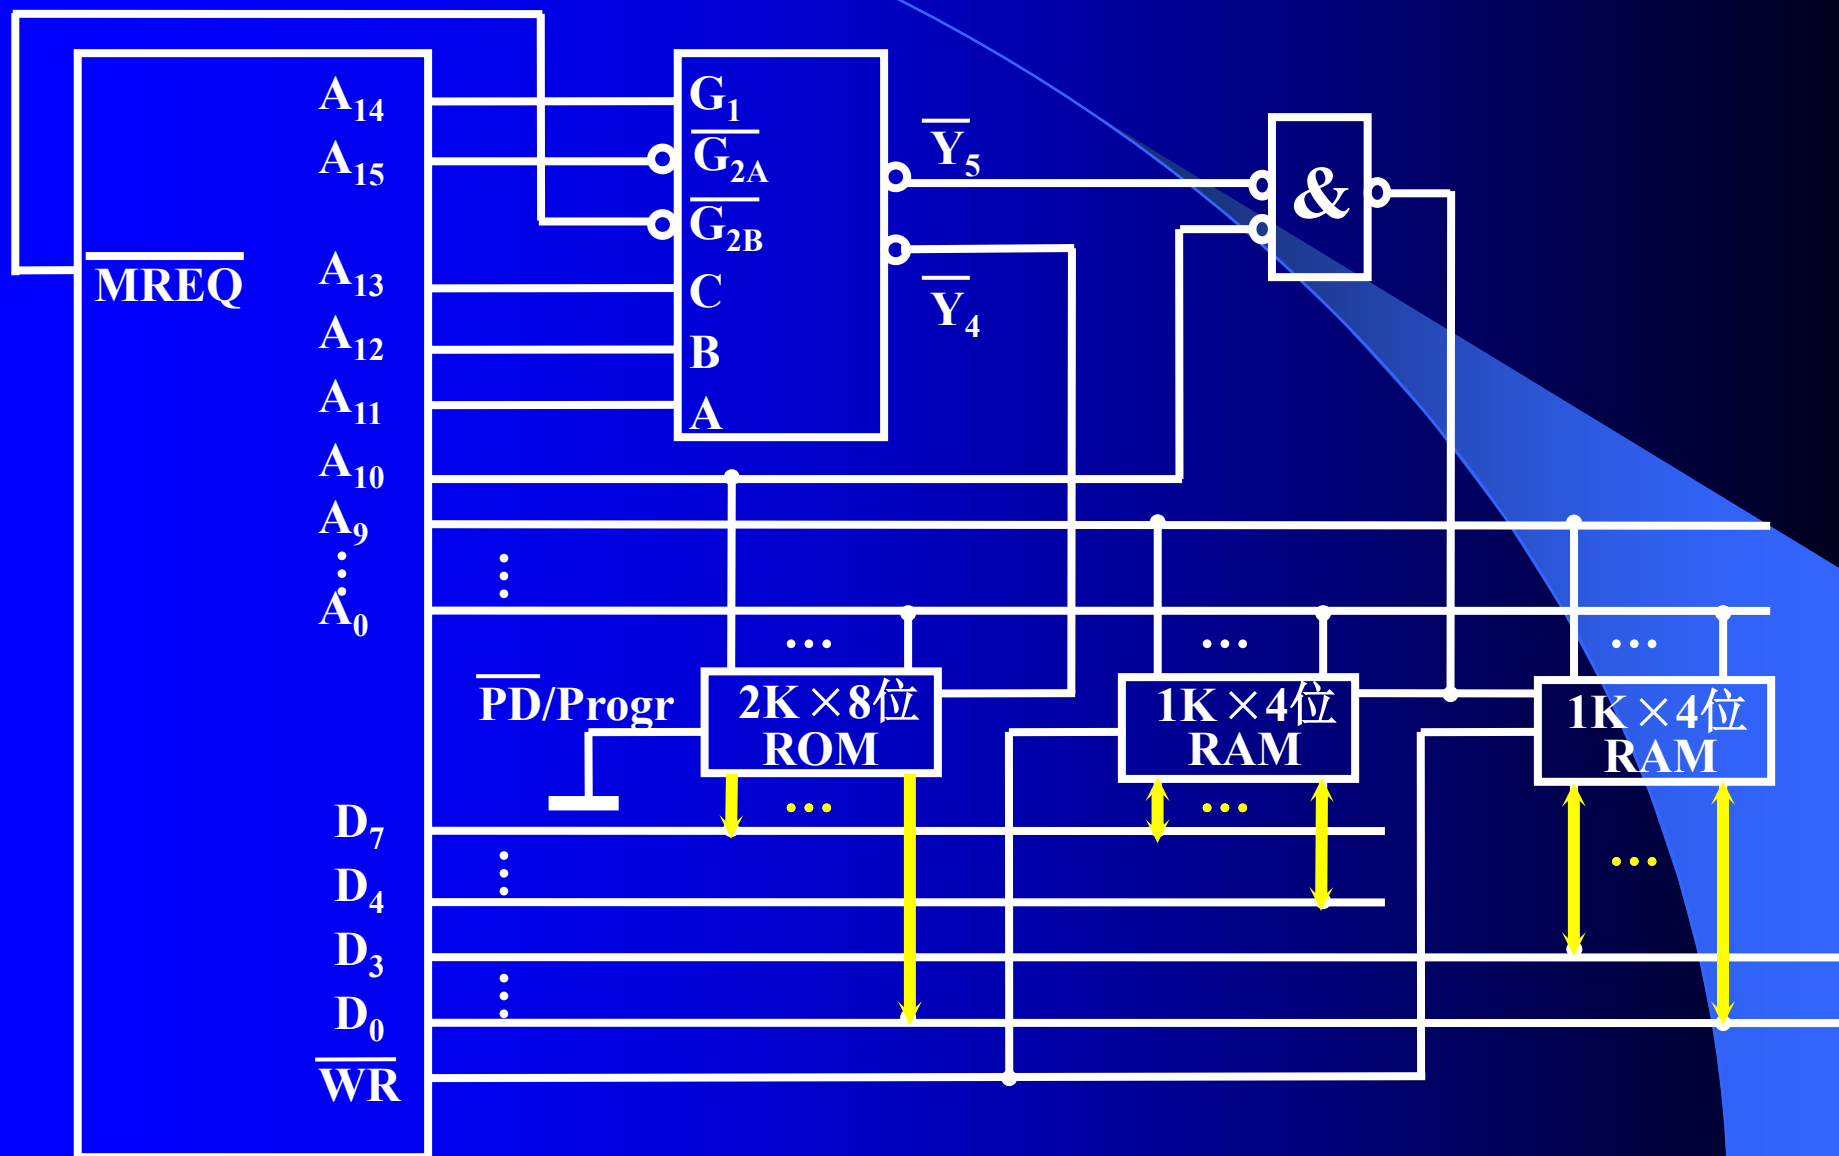 A14
A15
MREQ
A13
A12
A11
A10
A9
⋮
A0
G1
G2A
G2B
C
B
A
Y5
Y4
&
⋮
…
…
…
PD/Progr
2K×8位
ROM
1K×4位
RAM
1K×4位
RAM
…
…
…
D7
⋮
D4
D3
⋮
D0
WR